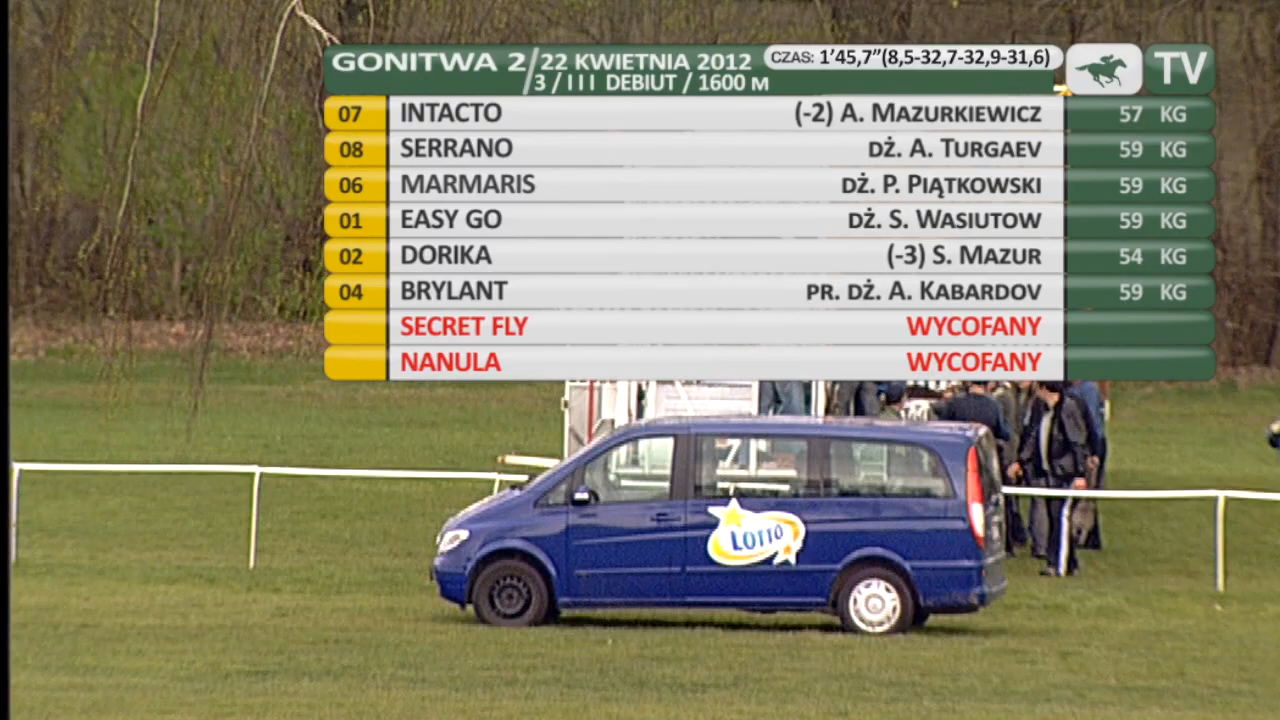 GONITWA 2/22 KWIETNIA 2012 CZAS: 1'45,7"(8,5-32,7-32,9-31,6) TV
3 / III DEBIUT / 1600 M
07 INTACTO (-2) A. MAZURKIEWICZ 57 KG
08 SERRANO DŻ. A. TURGAEV 59 KG
06 MARMARIS DŻ. P. PIĄTKOWSKI 59 KG
01 EASY GO DŻ. S. WASIUTOW 59 KG
02 DORIKA (-3) S. MAZUR 54 KG
04 BRYLANT PR. DŻ. A. KABARDOV 59 KG
SECRET FLY WYCOFANY
NANULA WYCOFANY
7
LOTTO